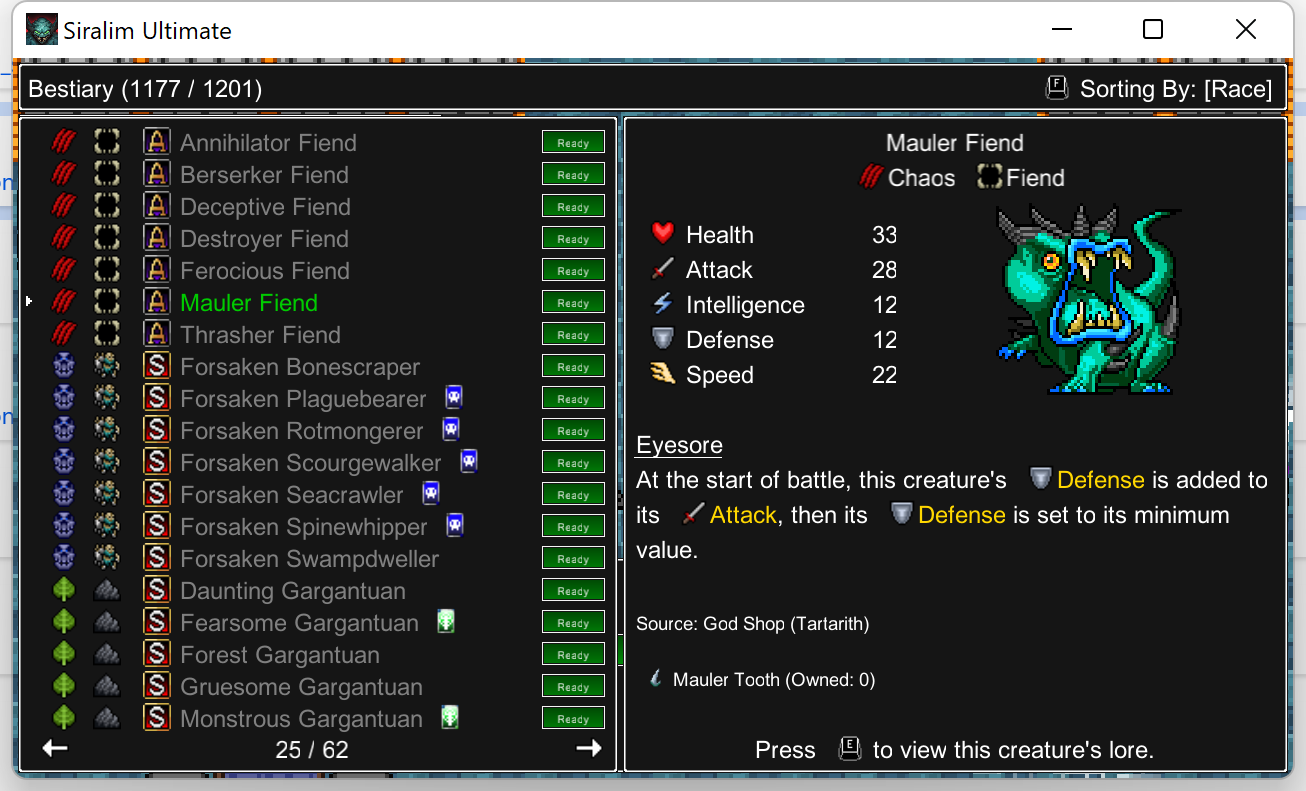 Siralim Ultimate
Bestiary (1177 / 1201)
F Sorting By: [Race]
A Annihilator Fiend Ready
A Berserker Fiend Ready
A Deceptive Fiend Ready
A Destroyer Fiend Ready
A Ferocious Fiend Ready
A Mauler Fiend Ready
A Thrasher Fiend Ready
S Forsaken Bonescraper Ready
S Forsaken Plaguebearer Ready
S Forsaken Rotmongerer Ready
S Forsaken Scourgewalker Ready
S Forsaken Seacrawler Ready
S Forsaken Spinewhipper Ready
S Forsaken Swampdweller Ready
S Daunting Gargantuan Ready
S Fearsome Gargantuan Ready
S Forest Gargantuan Ready
S Gruesome Gargantuan Ready
S Monstrous Gargantuan Ready
25 / 62
Mauler Fiend
Chaos Fiend
Health 33
Attack 28
Intelligence 12
Defense 12
Speed 22
Eyesore
At the start of battle, this creature's Defense is added to
its Attack, then its Defense is set to its minimum
value.
Source: God Shop (Tartarith)
Mauler Tooth (Owned: 0)
Press E to view this creature's lore.